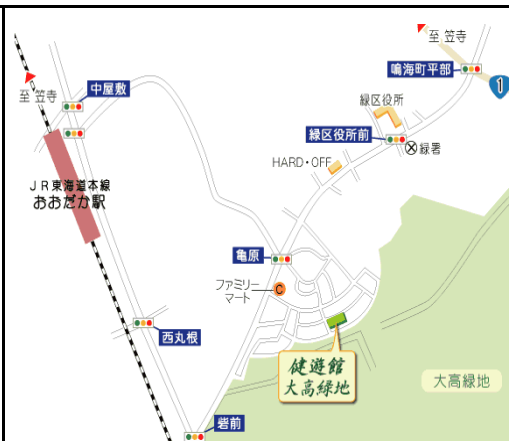 至 笠寺
鳴海町平部
1
至 笠寺
中屋敷
緑区役所
緑区役所前
緑署
HARD・OFF
JR東海道本線
おおだか駅
亀原
ファミリー
マート
C
西丸根
健遊館
大高緑地
大高緑地
砦前